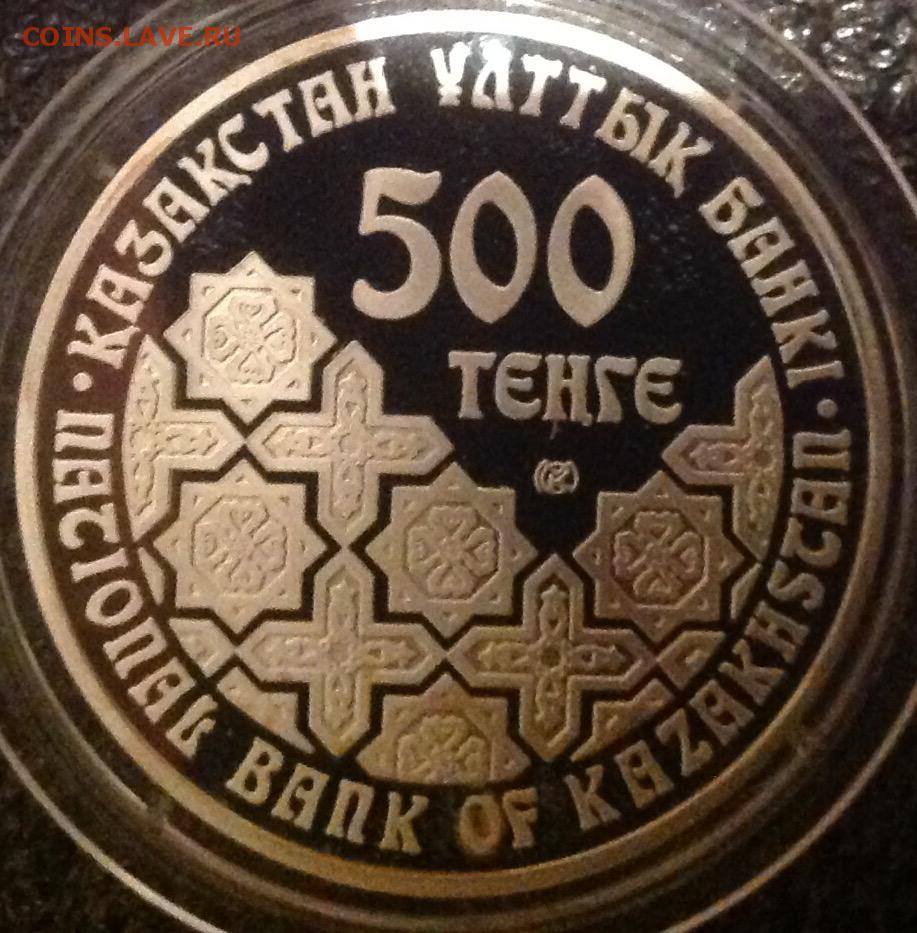 COINS.LAVE.RU
ҚАЗАҚСТАН ҰЛТТЫҚ БАНКІ
500
ТЕҢГЕ
NATIONAL BANK OF KAZAKHSTAN